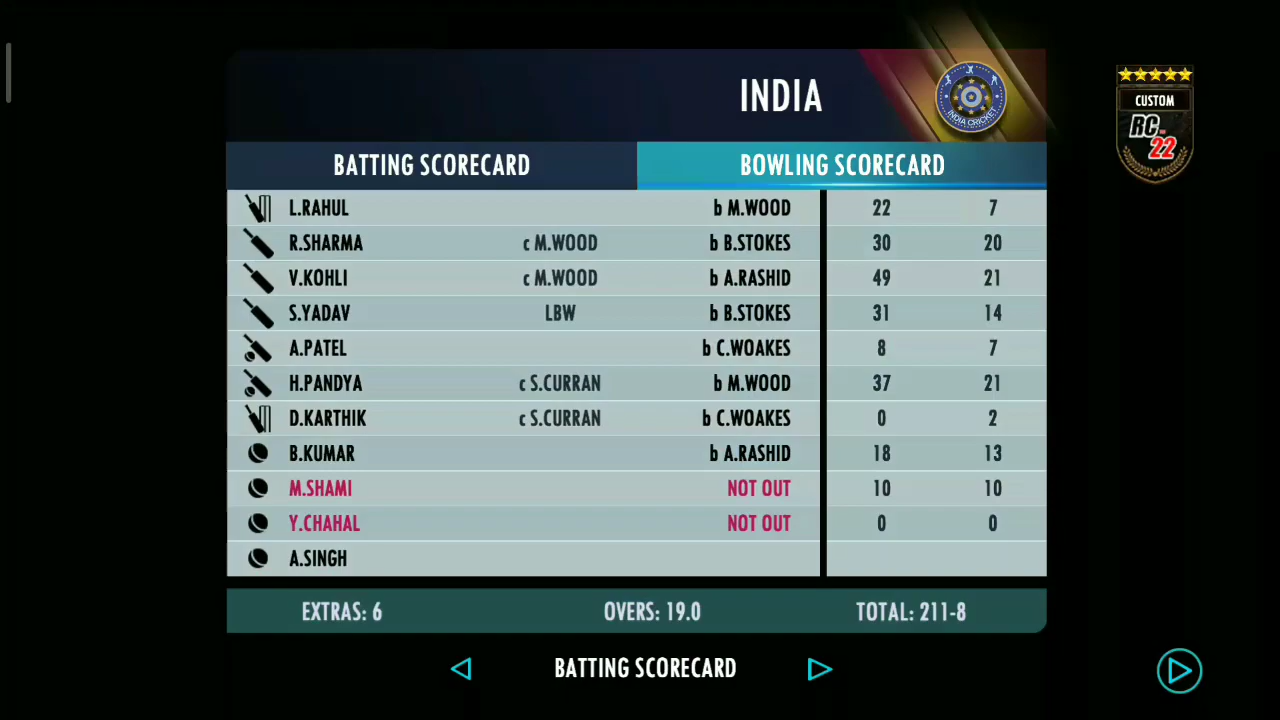 INDIA
INDIA CRICKET
CUSTOM
RC-22
BATTING SCORECARD BOWLING SCORECARD
L.RAHUL b M.WOOD 22 7
R.SHARMA c M.WOOD b B.STOKES 30 20
V.KOHLI c M.WOOD b A.RASHID 49 21
S.YADAV LBW b B.STOKES 31 14
A.PATEL b C.WOAKES 8 7
H.PANDYA c S.CURRAN b M.WOOD 37 21
D.KARTHIK c S.CURRAN b C.WOAKES 0 2
B.KUMAR b A.RASHID 18 13
M.SHAMI NOT OUT 10 10
Y.CHAHAL NOT OUT 0 0
A.SINGH
EXTRAS: 6 OVERS: 19.0 TOTAL: 211-8
BATTING SCORECARD